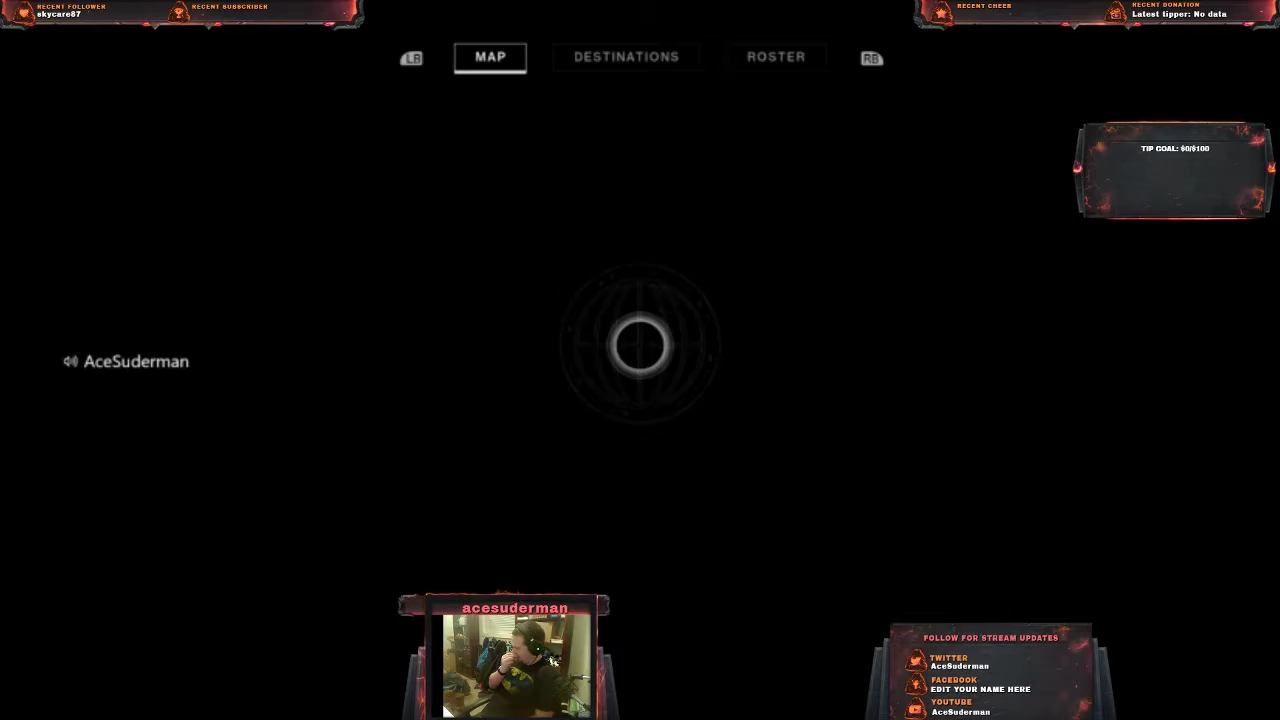 RECENT FOLLOWER
skycare87
RECENT SUBSCRIBER
RECENT CHEER
RECENT DONATION
Latest tipper: No data
LB
MAP
DESTINATIONS
ROSTER
RB
TIP GOAL: $0/$100
AceSuderman
acesuderman
FOLLOW FOR STREAM UPDATES
TWITTER
AceSuderman
FACEBOOK
EDIT YOUR NAME HERE
YOUTUBE
AceSuderman